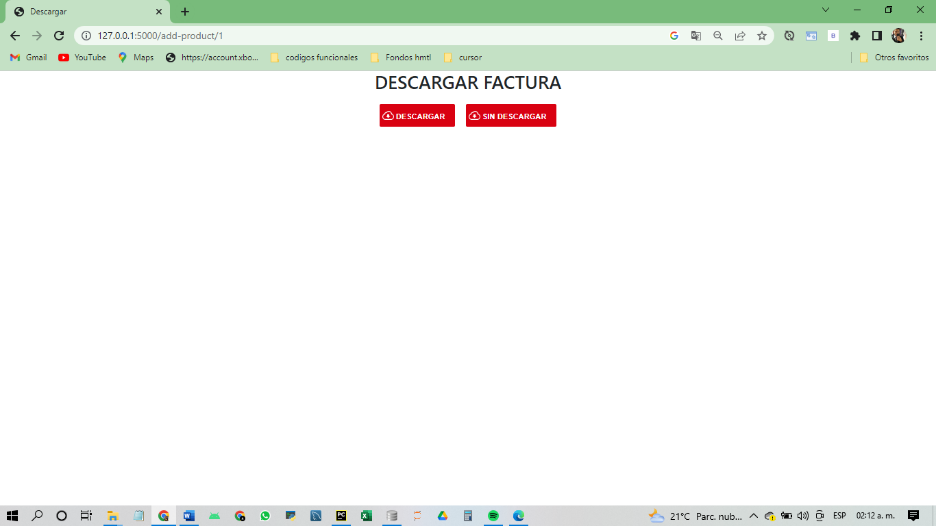 Descargar
127.0.0.1:5000/add-product/1
Gmail YouTube Maps https://account.xbo... codigos funcionales Fondos hmtl cursor Otros favoritos
DESCARGAR FACTURA
DESCARGAR SIN DESCARGAR
21°C Parc. nub... ESP 02:12 a. m.